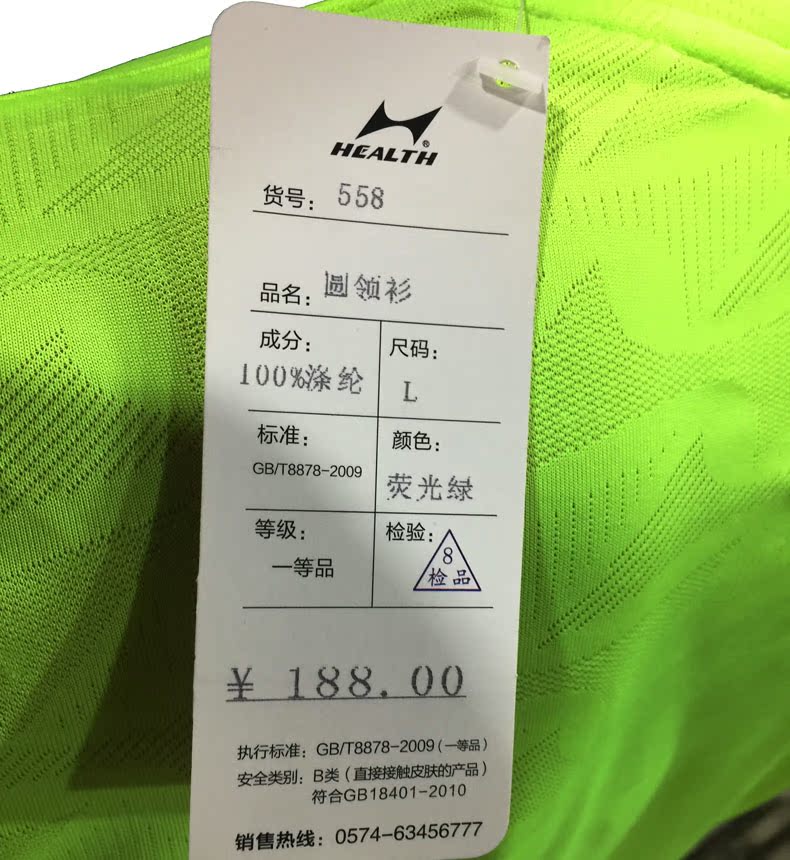 HEALTH®
货号: 558
品名: 圆领衫
成分:
100%涤纶
尺码:
L
标准:
GB/T8878-2009
颜色:
荧光绿
等级:
一等品
检验:
8
检品
¥ 188.00
执行标准: GB/T8878-2009 (一等品)
安全类别: B类 (直接接触皮肤的产品)
符合GB18401-2010
销售热线: 0574-63456777